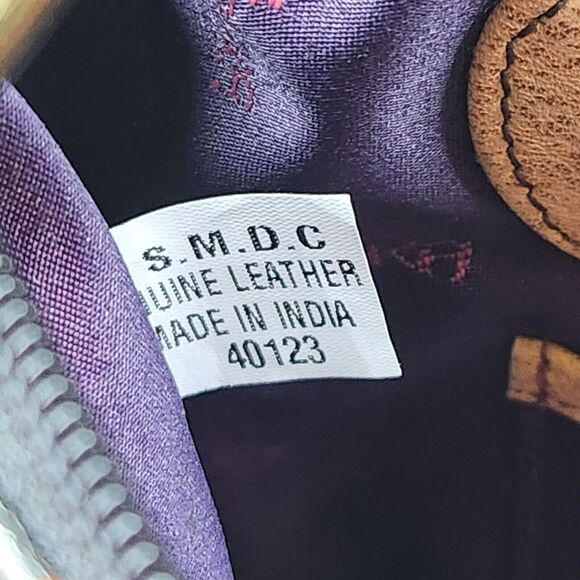 S.M.D.C
UINE LEATHER
MADE IN INDIA
40123